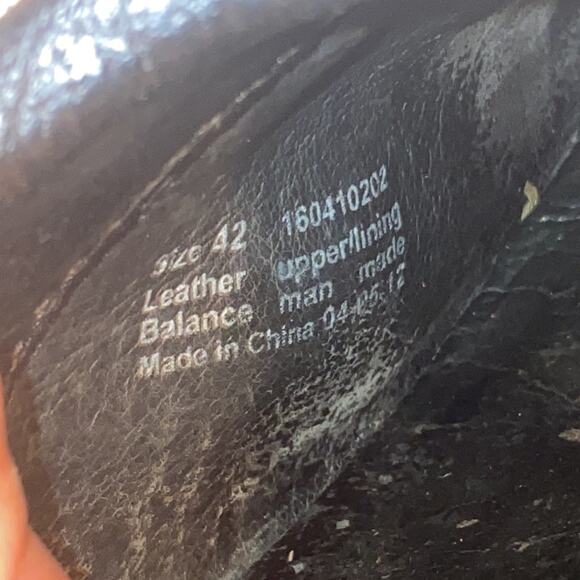 Size 42 160410202
Leather upper/lining
Balance man made
Made in China 04.05.12